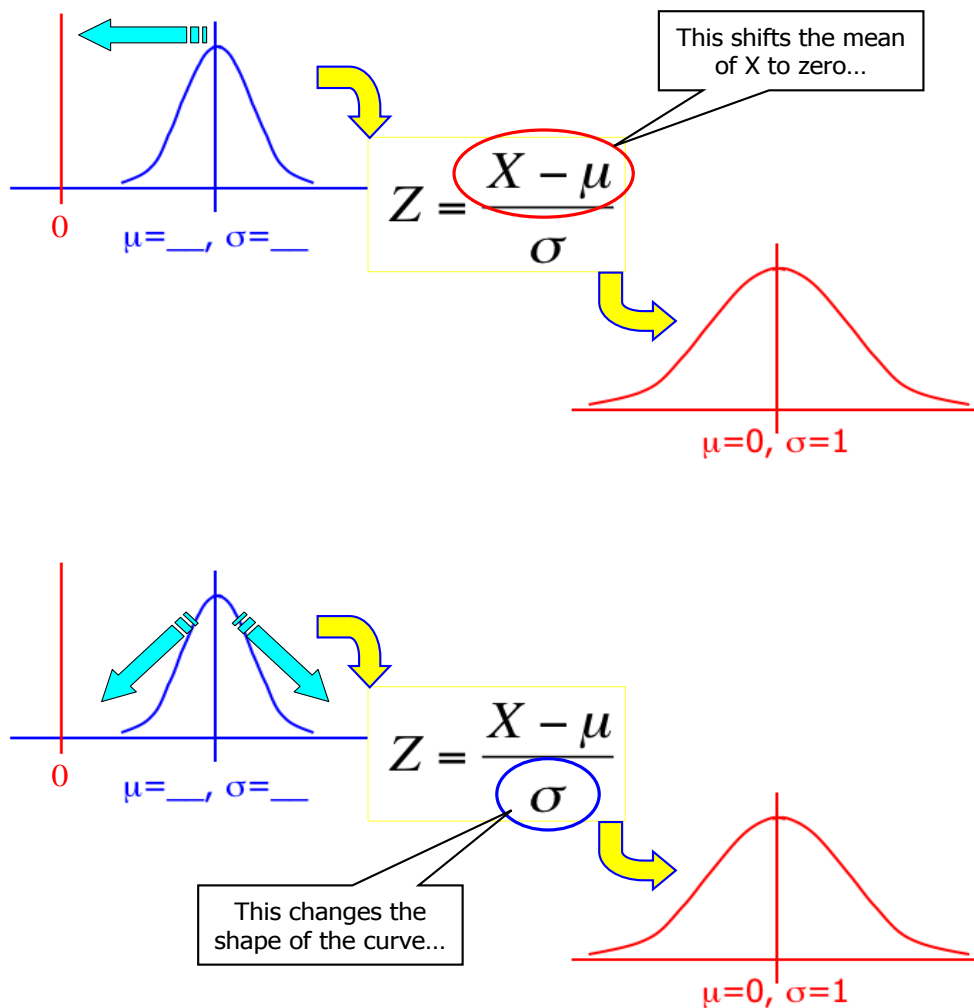 This shifts the mean
of X to zero…
Z = (X − μ) / σ
0
μ=__, σ=__
μ=0, σ=1
Z = (X − μ) / σ
0
μ=__, σ=__
This changes the
shape of the curve…
μ=0, σ=1